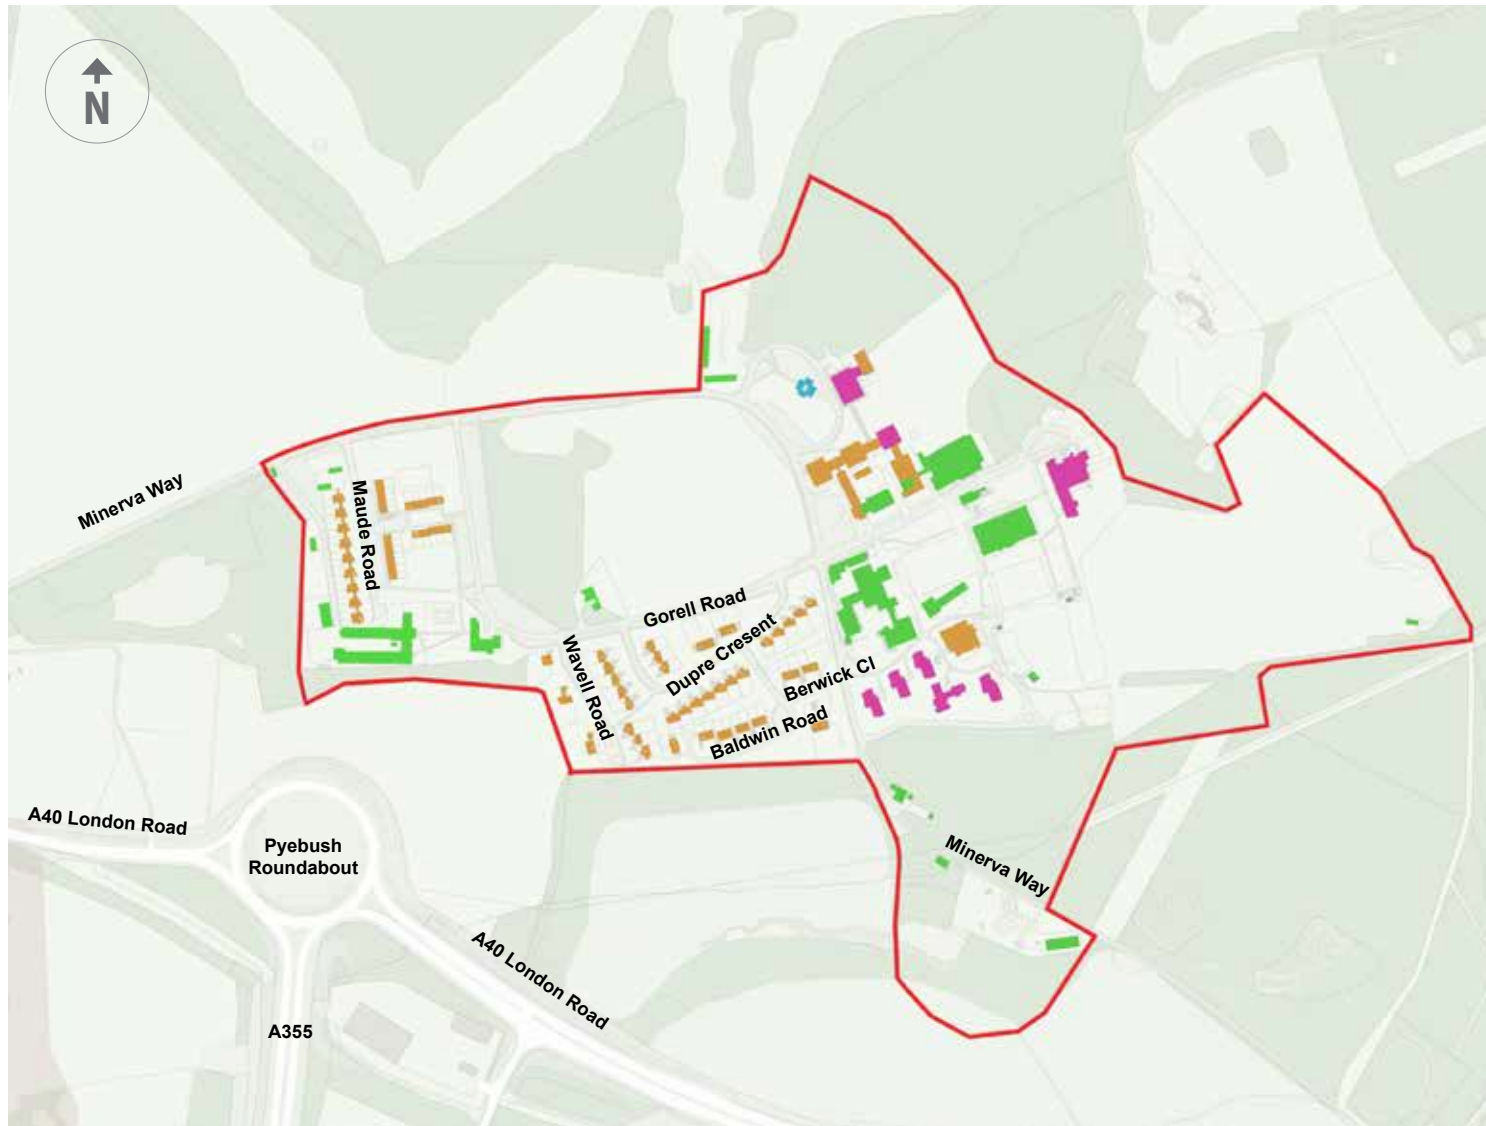 N
Minerva Way
Maude Road
Gorell Road
Wavell Road
Dupre Cresent
Berwick Cl
Baldwin Road
A40 London Road
Pyebush
Roundabout
Minerva Way
A40 London Road
A355